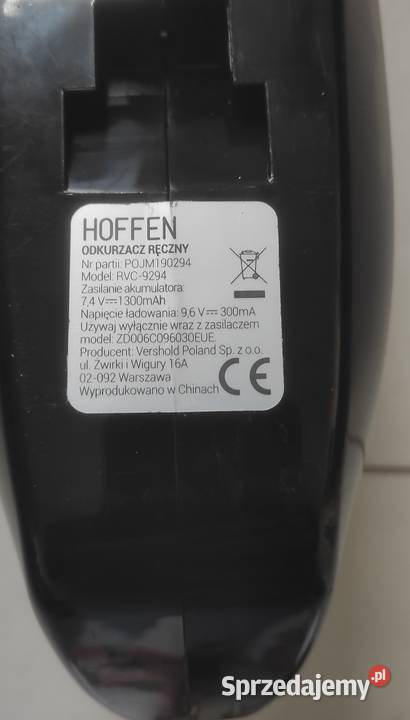 HOFFEN
ODKURZACZ RĘCZNY
Nr partii: POJM190294
Model: RVC-9294
Zasilanie akumulatora:
7,4 V⎓1300mAh
Napięcie ładowania: 9,6 V⎓300mA
Używaj wyłącznie wraz z zasilaczem
model: ZD006C096030EUE.
Producent: Vershold Poland Sp. z o.o.
ul. Żwirki i Wigury 16A
02-092 Warszawa
Wyprodukowano w Chinach
CE
Sprzedajemy.pl